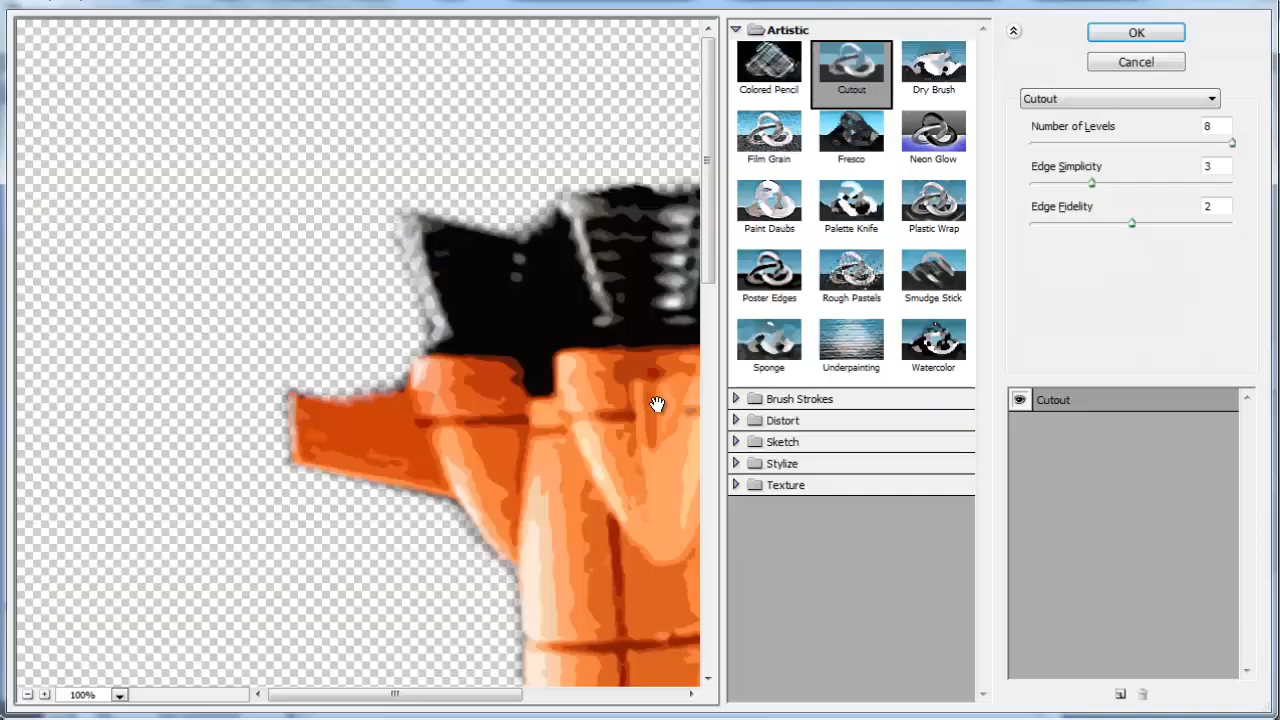 Artistic
OK
Colored Pencil
Cutout
Dry Brush
Cancel
Cutout
Number of Levels 8
Film Grain
Fresco
Neon Glow
Edge Simplicity 3
Edge Fidelity 2
Paint Daubs
Palette Knife
Plastic Wrap
Poster Edges
Rough Pastels
Smudge Stick
Sponge
Underpainting
Watercolor
Brush Strokes
Cutout
Distort
Sketch
Stylize
Texture
100%